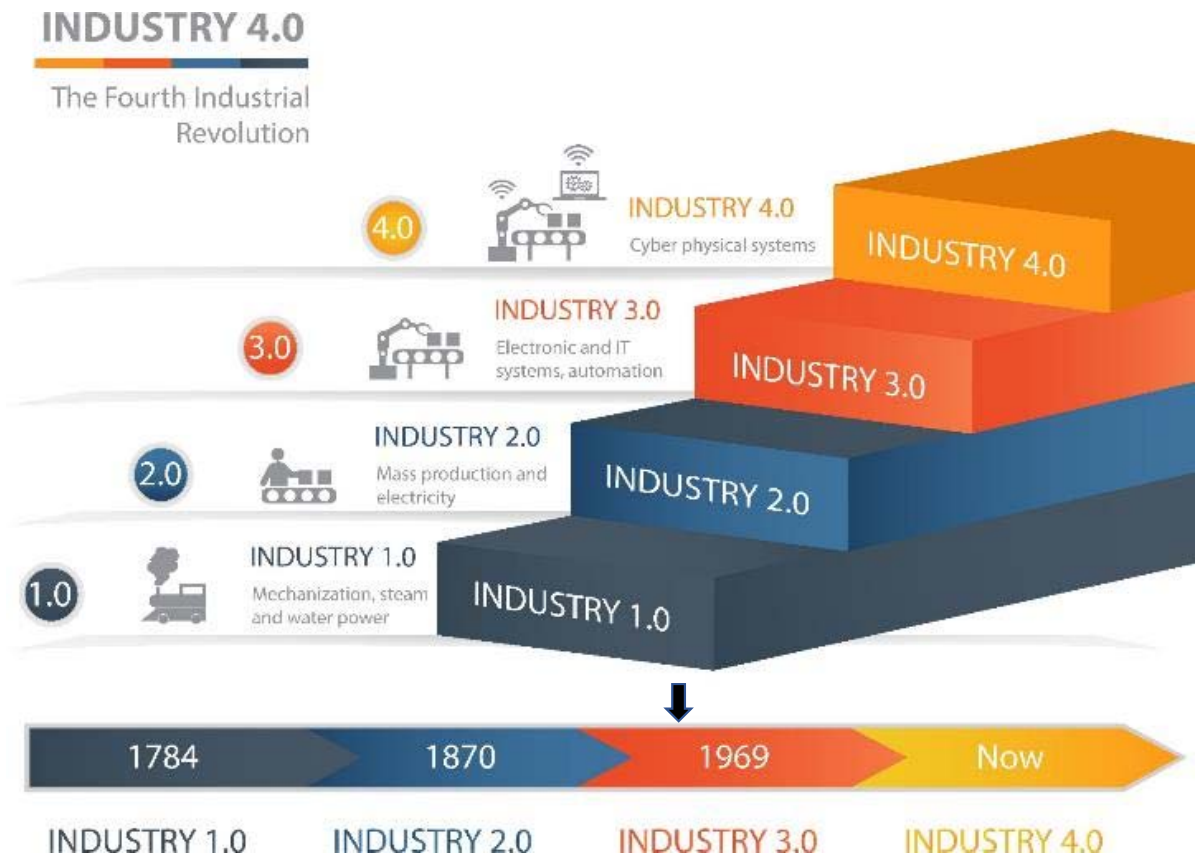 INDUSTRY 4.0
The Fourth Industrial
Revolution
4.0
INDUSTRY 4.0
Cyber physical systems
INDUSTRY 4.0
3.0
INDUSTRY 3.0
Electronic and IT
systems, automation
INDUSTRY 3.0
2.0
INDUSTRY 2.0
Mass production and
electricity
INDUSTRY 2.0
1.0
INDUSTRY 1.0
Mechanization, steam
and water power
INDUSTRY 1.0
1784
1870
1969
Now
INDUSTRY 1.0
INDUSTRY 2.0
INDUSTRY 3.0
INDUSTRY 4.0